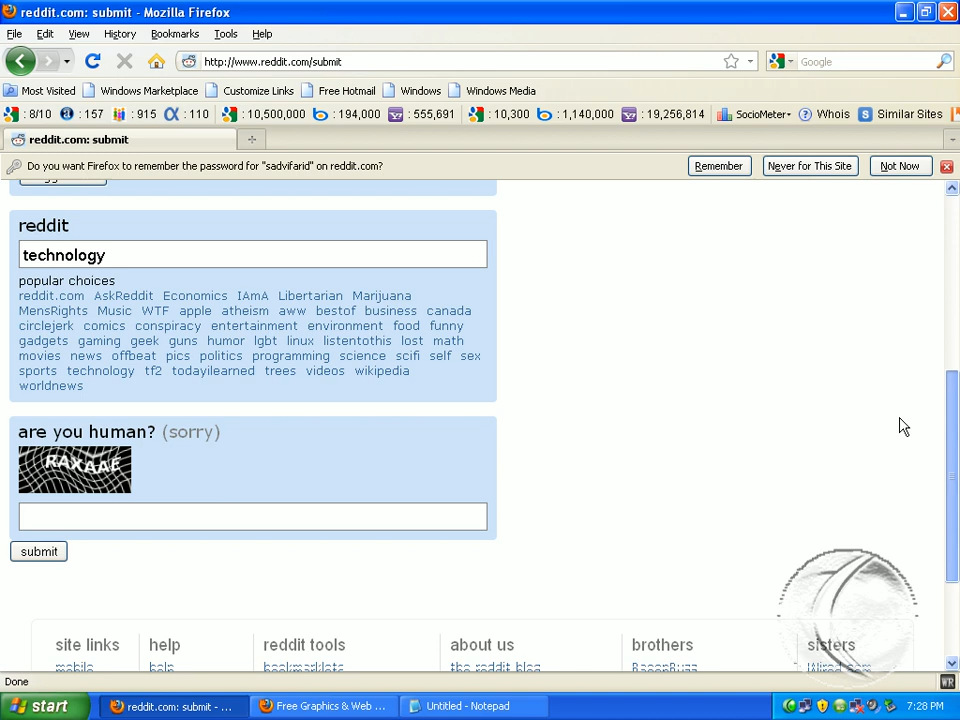 reddit.com: submit - Mozilla Firefox
File Edit View History Bookmarks Tools Help
http://www.reddit.com/submit Google
Most Visited Windows Marketplace Customize Links Free Hotmail Windows Windows Media
: 8/10 : 157 : 915 : 110 : 10,500,000 : 194,000 : 555,691 : 10,300 : 1,140,000 : 19,256,814 SocioMeter Whois Similar Sites
reddit.com: submit
Do you want Firefox to remember the password for "sadvifarid" on reddit.com? Remember Never for This Site Not Now
reddit
technology
popular choices
reddit.com AskReddit Economics IAmA Libertarian Marijuana
MensRights Music WTF apple atheism aww bestof business canada
circlejerk comics conspiracy entertainment environment food funny
gadgets gaming geek guns humor lgbt linux listentothis lost math
movies news offbeat pics politics programming science scifi self sex
sports technology tf2 todayilearned trees videos wikipedia
worldnews
are you human? (sorry)
RAXAAE
submit
site links help reddit tools about us brothers sisters
mobile help bookmarklets the reddit blog BaconBuzz Wired.com
Done
start reddit.com: submit - ... Free Graphics & Web ... Untitled - Notepad 7:28 PM